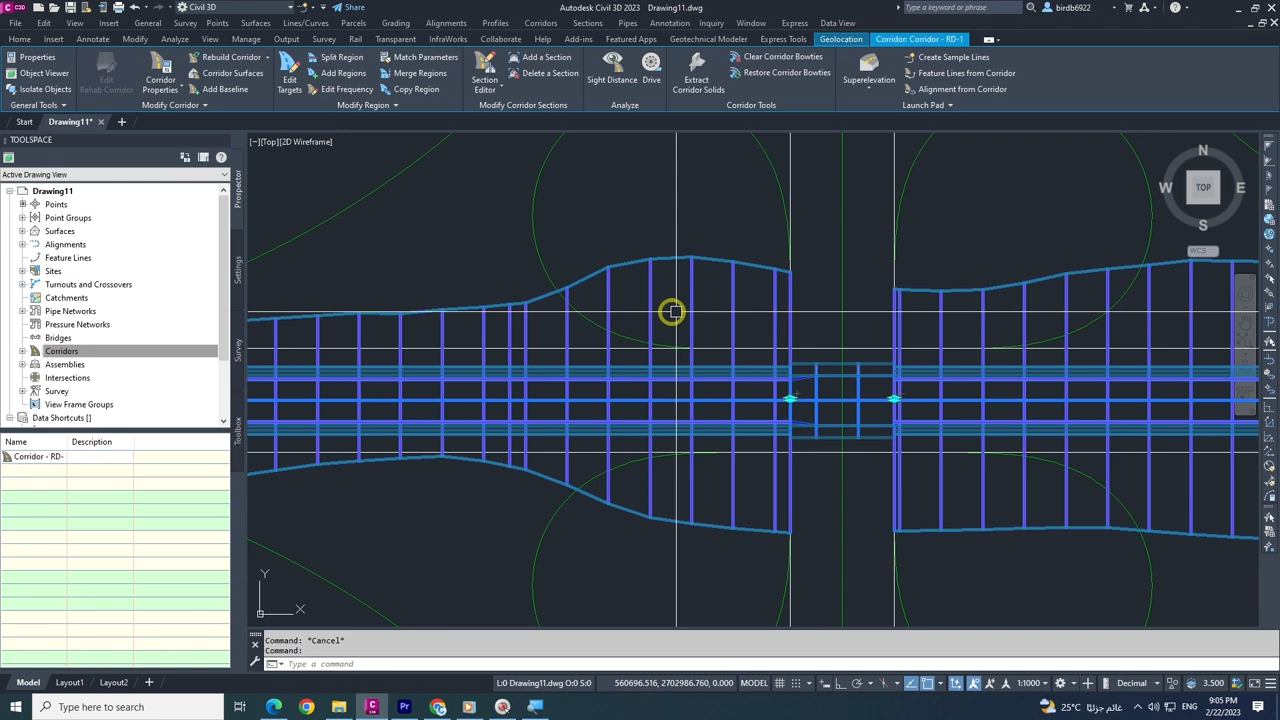 C3D
Civil 3D
Share
Autodesk Civil 3D 2023
Drawing11.dwg
Type a keyword or phrase
birdb6922
File
Edit
View
Insert
General
Survey
Points
Surfaces
Lines/Curves
Parcels
Grading
Alignments
Profiles
Corridors
Sections
Pipes
Annotation
Inquiry
Window
Express
Data View
Home
Insert
Annotate
Modify
Analyze
View
Manage
Output
Survey
Rail
Transparent
InfraWorks
Collaborate
Help
Add-ins
Featured Apps
Geotechnical Modeler
Express Tools
Geolocation
Corridor: Corridor - RD-1
Properties
Object Viewer
Isolate Objects
General Tools
Edit
Rehab Corridor
Corridor
Properties
Rebuild Corridor
Corridor Surfaces
Add Baseline
Modify Corridor
Edit
Targets
Split Region
Add Regions
Edit Frequency
Match Parameters
Merge Regions
Copy Region
Modify Region
Section
Editor
Add a Section
Delete a Section
Modify Corridor Sections
Sight Distance
Drive
Analyze
Extract
Corridor Solids
Clear Corridor Bowties
Restore Corridor Bowties
Corridor Tools
Superelevation
Create Sample Lines
Feature Lines from Corridor
Alignment from Corridor
Launch Pad
Start
Drawing11*
TOOLSPACE
Active Drawing View
Drawing11
Points
Point Groups
Surfaces
Alignments
Feature Lines
Sites
Turnouts and Crossovers
Catchments
Pipe Networks
Pressure Networks
Bridges
Corridors
Assemblies
Intersections
Survey
View Frame Groups
Data Shortcuts []
Prospector
Settings
Survey
Toolbox
Name
Description
Corridor - RD-
[−][Top][2D Wireframe]
N
W
TOP
E
S
WCS
Y
X
Command: *Cancel*
Command:
Type a command
Model
Layout1
Layout2
L:0 Drawing11.dw O:0 S:0
560696.516, 2702986.760, 0.000
MODEL
1:1000
Decimal
3.500
Type here to search
25°C
غائم جزئيًا
ENG
9:05 PM
2/22/2023